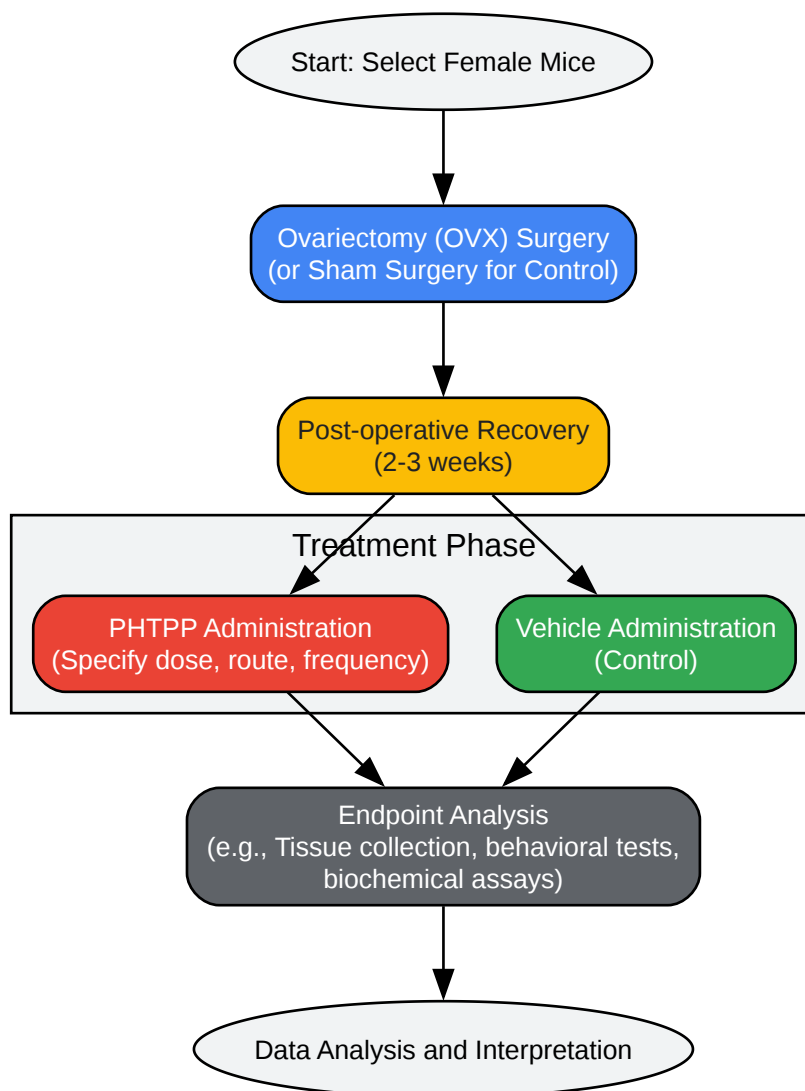 Start: Select Female Mice
Ovariectomy (OVX) Surgery
(or Sham Surgery for Control)
Post-operative Recovery
(2-3 weeks)
Treatment Phase
PHTPP Administration
(Specify dose, route, frequency)
Vehicle Administration
(Control)
Endpoint Analysis
(e.g., Tissue collection, behavioral tests,
biochemical assays)
Data Analysis and Interpretation